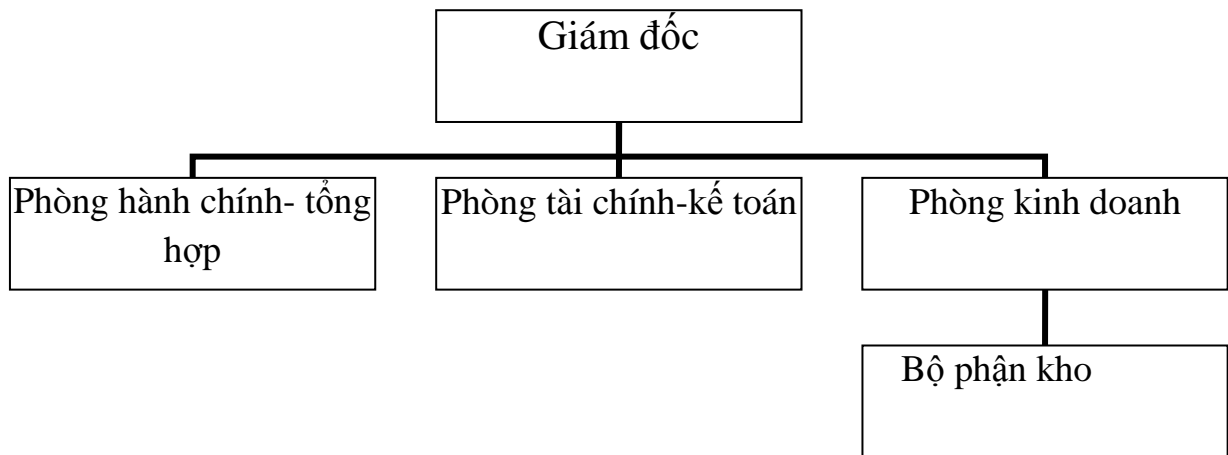 Giám đốc
Phòng hành chính- tổng
hợp
Phòng tài chính-kế toán
Phòng kinh doanh
Bộ phận kho